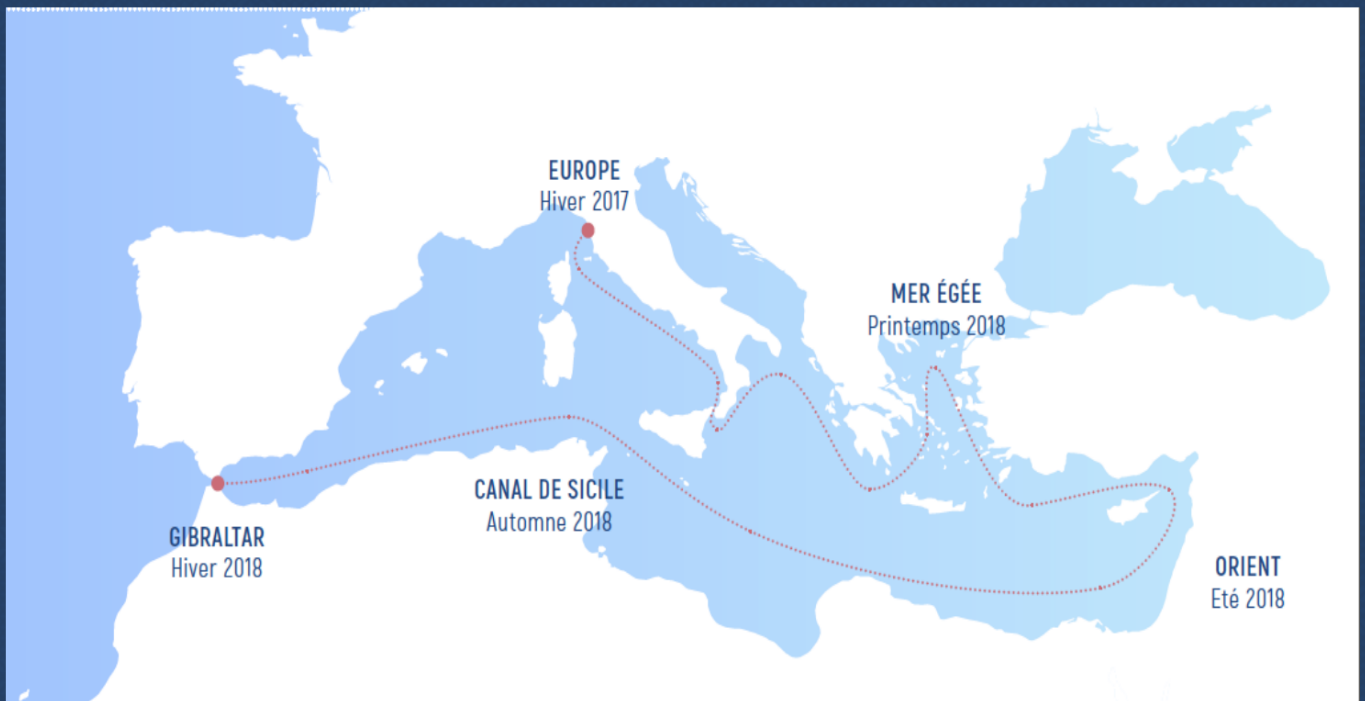 EUROPE
Hiver 2017
MER ÉGÉE
Printemps 2018
CANAL DE SICILE
Automne 2018
GIBRALTAR
Hiver 2018
ORIENT
Eté 2018